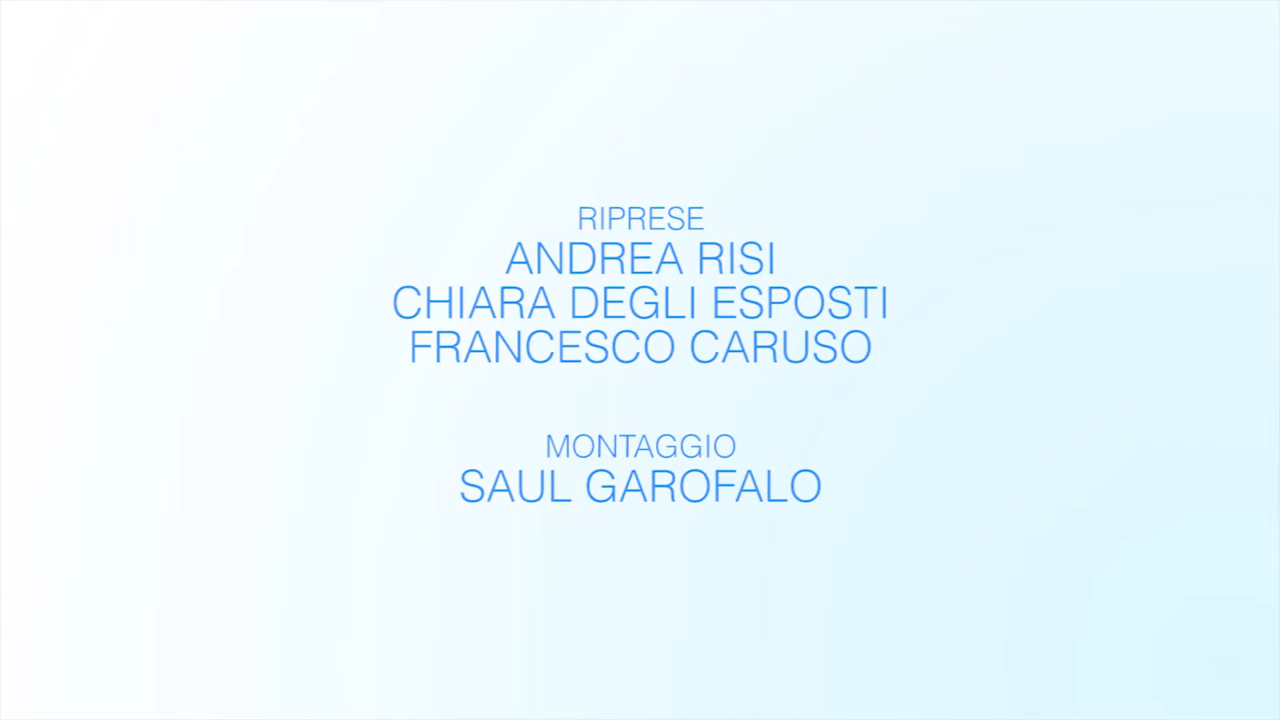 RIPRESE
ANDREA RISI
CHIARA DEGLI ESPOSTI
FRANCESCO CARUSO
MONTAGGIO
SAUL GAROFALO